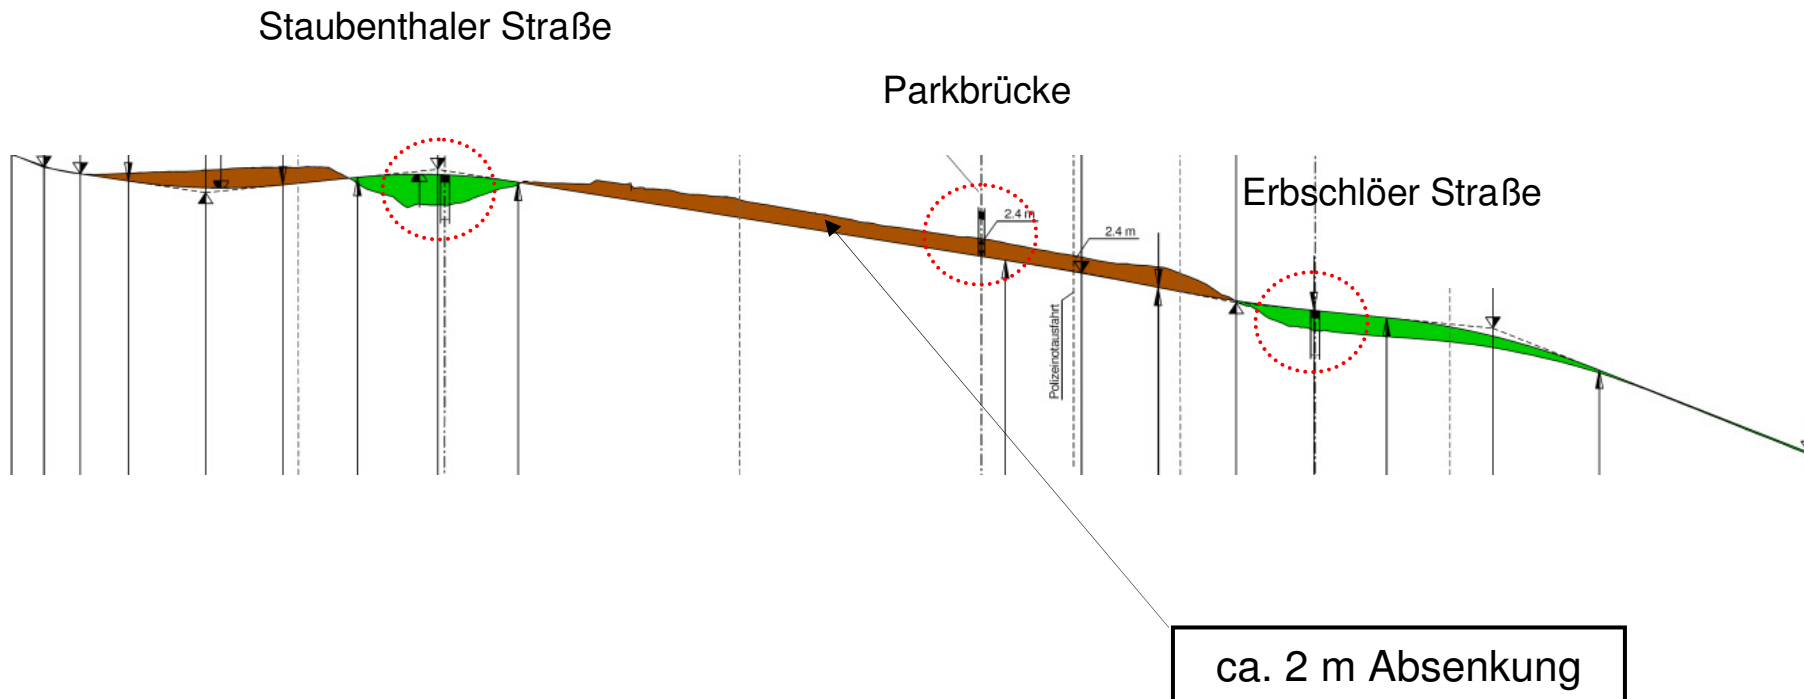 Staubenthaler Straße
Parkbrücke
Erbschlöer Straße
2.4 m
2.4 m
Polizeinotausfahrt
ca. 2 m Absenkung